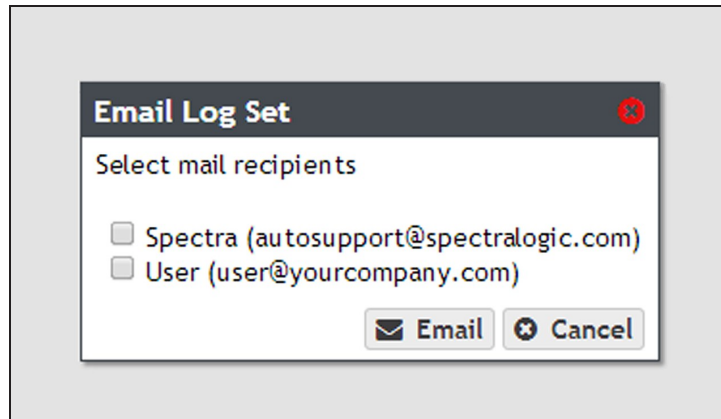 Email Log Set
Select mail recipients
Spectra (autosupport@spectralogic.com)
User (user@yourcompany.com)
Email Cancel